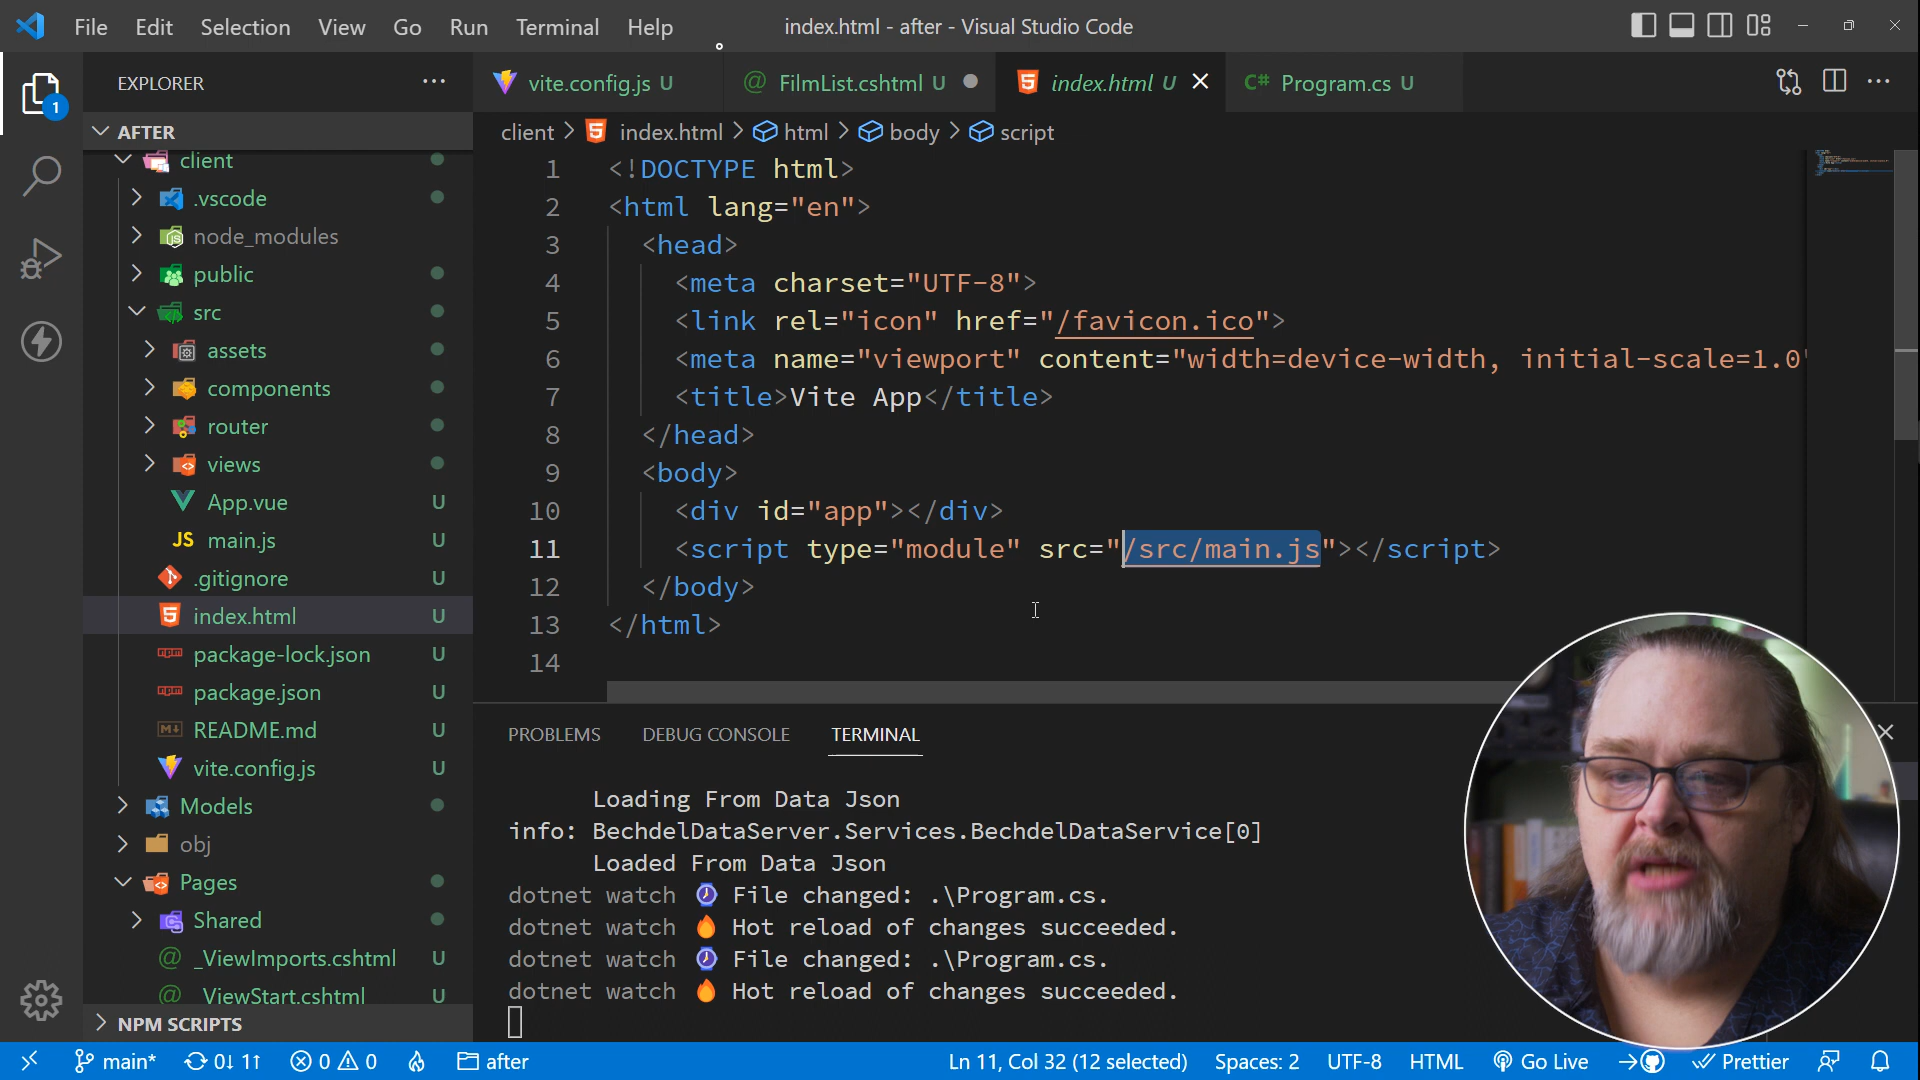 File Edit Selection View Go Run Terminal Help index.html - after - Visual Studio Code
EXPLORER
vite.config.js U FilmList.cshtml U index.html U C# Program.cs U
AFTER
client > index.html > html > body > script
client
.vscode
node_modules
public
src
assets
components
router
views
App.vue U
JS main.js U
.gitignore U
index.html U
package-lock.json U
package.json U
README.md U
vite.config.js U
Models
obj
Pages
Shared
_ViewImports.cshtml U
_ViewStart.cshtml U
NPM SCRIPTS
1 <!DOCTYPE html>
2 <html lang="en">
3 <head>
4 <meta charset="UTF-8">
5 <link rel="icon" href="/favicon.ico">
6 <meta name="viewport" content="width=device-width, initial-scale=1.0"
7 <title>Vite App</title>
8 </head>
9 <body>
10 <div id="app"></div>
11 <script type="module" src="/src/main.js"></script>
12 </body>
13 </html>
14
PROBLEMS DEBUG CONSOLE TERMINAL
Loading From Data Json
info: BechdelDataServer.Services.BechdelDataService[0]
Loaded From Data Json
dotnet watch ⌚ File changed: .\Program.cs.
dotnet watch 🔥 Hot reload of changes succeeded.
dotnet watch ⌚ File changed: .\Program.cs.
dotnet watch 🔥 Hot reload of changes succeeded.
main* 0↓ 1↑ 0 0 after Ln 11, Col 32 (12 selected) Spaces: 2 UTF-8 HTML Go Live Prettier